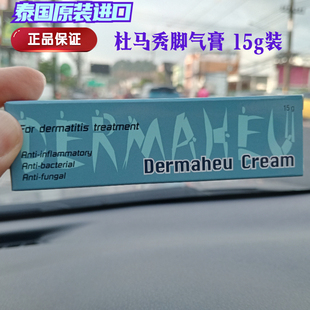 泰国原装进口
正品保证
杜马秀脚气膏 15g装
DERMAHEU
15 g
For dermatitis treatment
Anti-inflammatory
Anti-bacterial
Anti-fungal
Dermaheu Cream